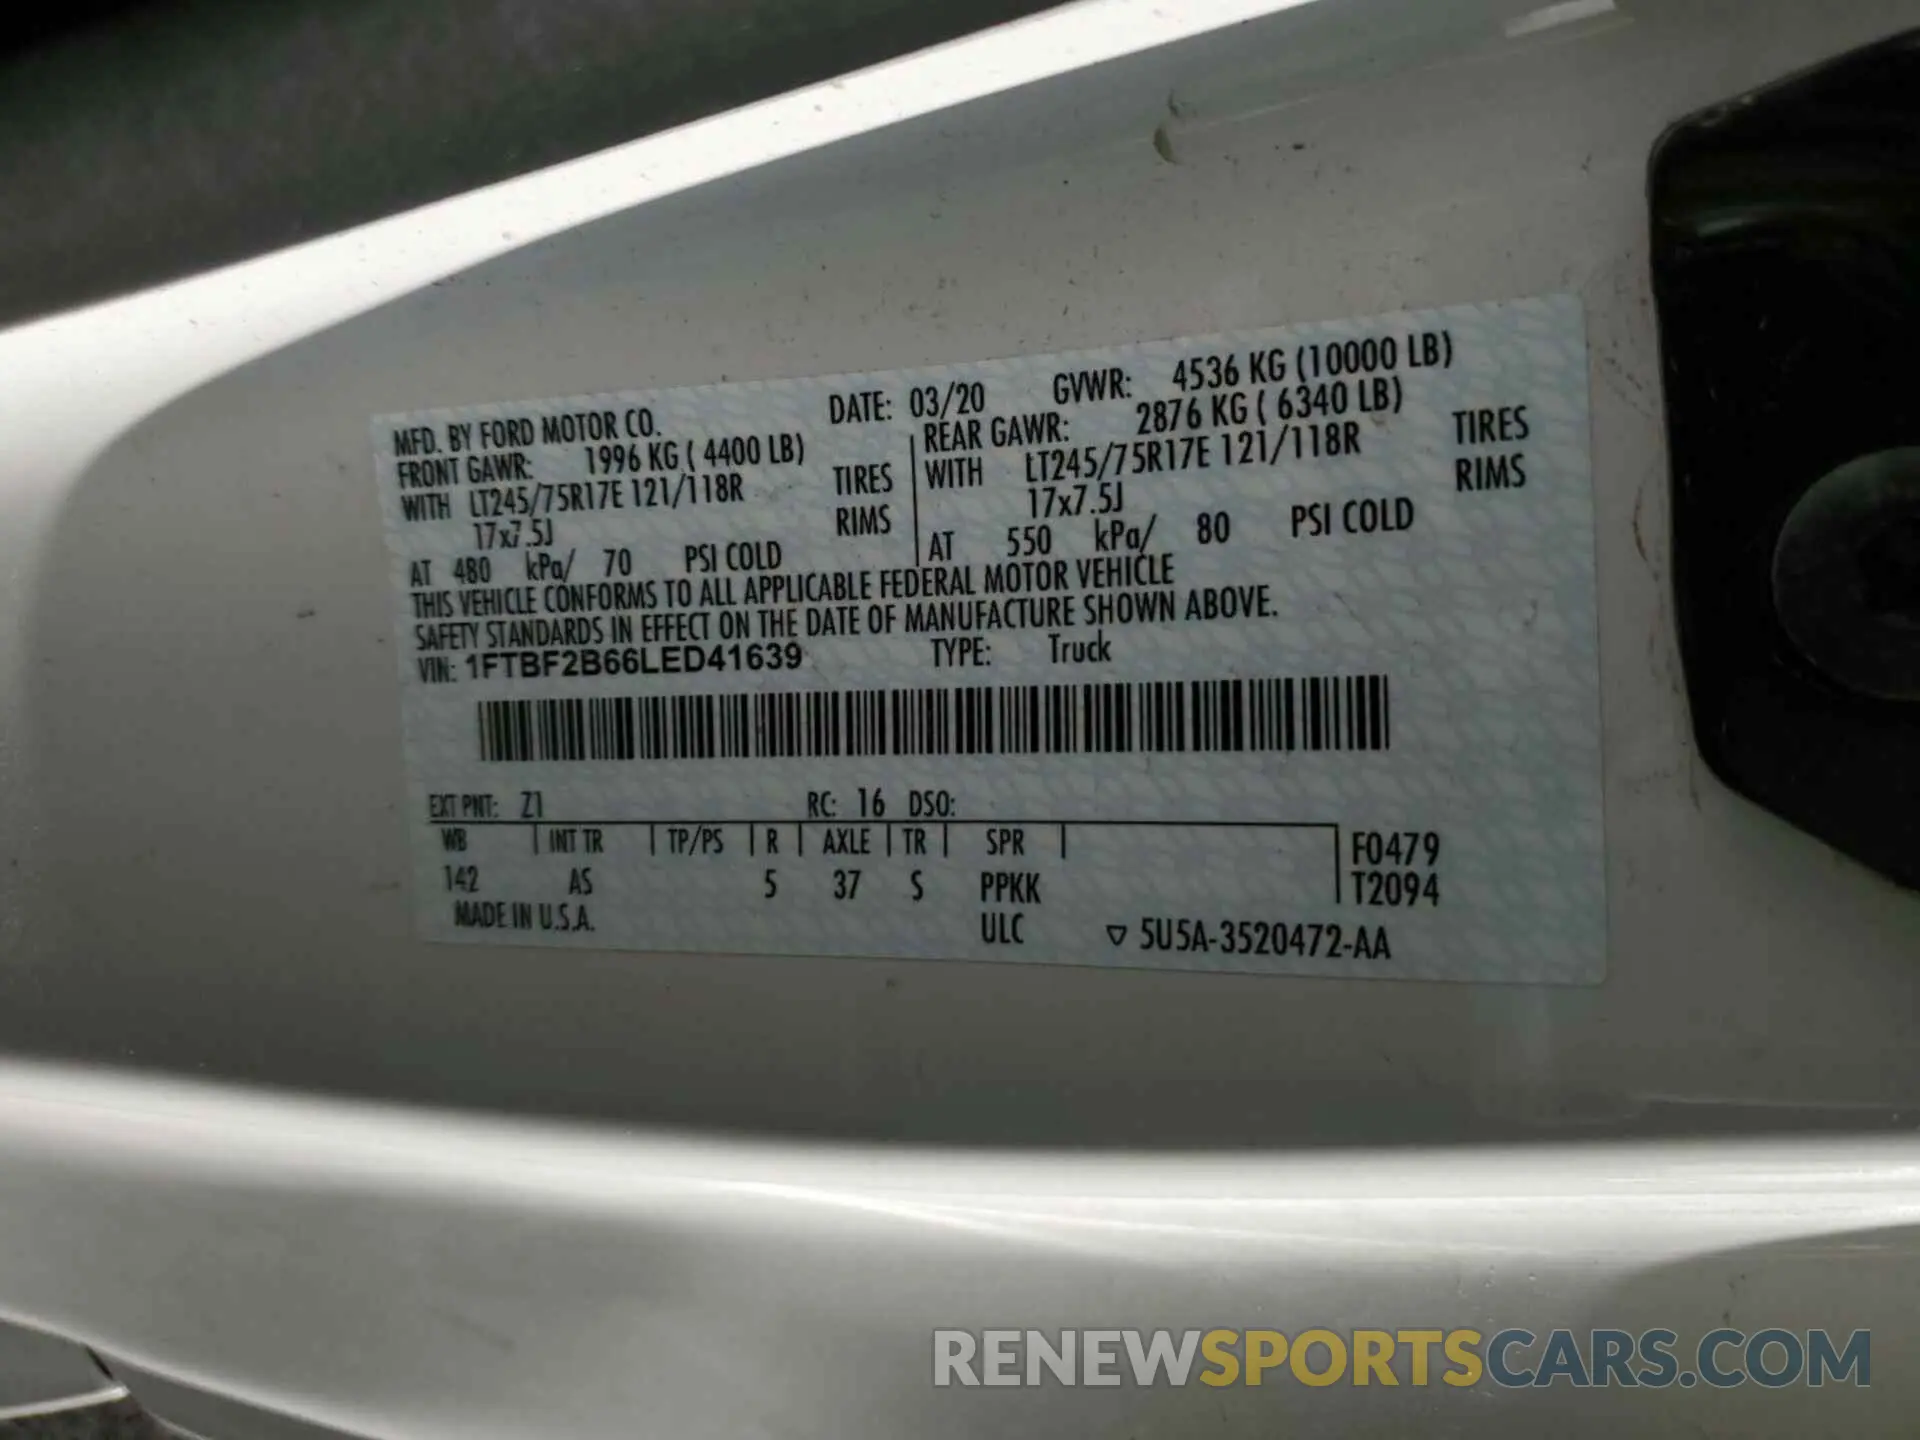 MFD. BY FORD MOTOR CO. DATE: 03/20 GVWR: 4536 KG (10000 LB)
FRONT GAWR: 1996 KG ( 4400 LB) REAR GAWR: 2876 KG ( 6340 LB)
WITH LT245/75R17E 121/118R TIRES WITH LT245/75R17E 121/118R TIRES
17x7.5J RIMS 17x7.5J RIMS
AT 480 kPa/ 70 PSI COLD AT 550 kPa/ 80 PSI COLD
THIS VEHICLE CONFORMS TO ALL APPLICABLE FEDERAL MOTOR VEHICLE
SAFETY STANDARDS IN EFFECT ON THE DATE OF MANUFACTURE SHOWN ABOVE.
VIN: 1FTBF2B66LED41639 TYPE: Truck
EXT PNT: Z1 RC: 16 DSO:
WB INT TR TP/PS R AXLE TR SPR F0479
142 AS 5 37 S PPKK T2094
MADE IN U.S.A. ULC ▽ 5U5A-3520472-AA
RENEWSPORTSCARS.COM